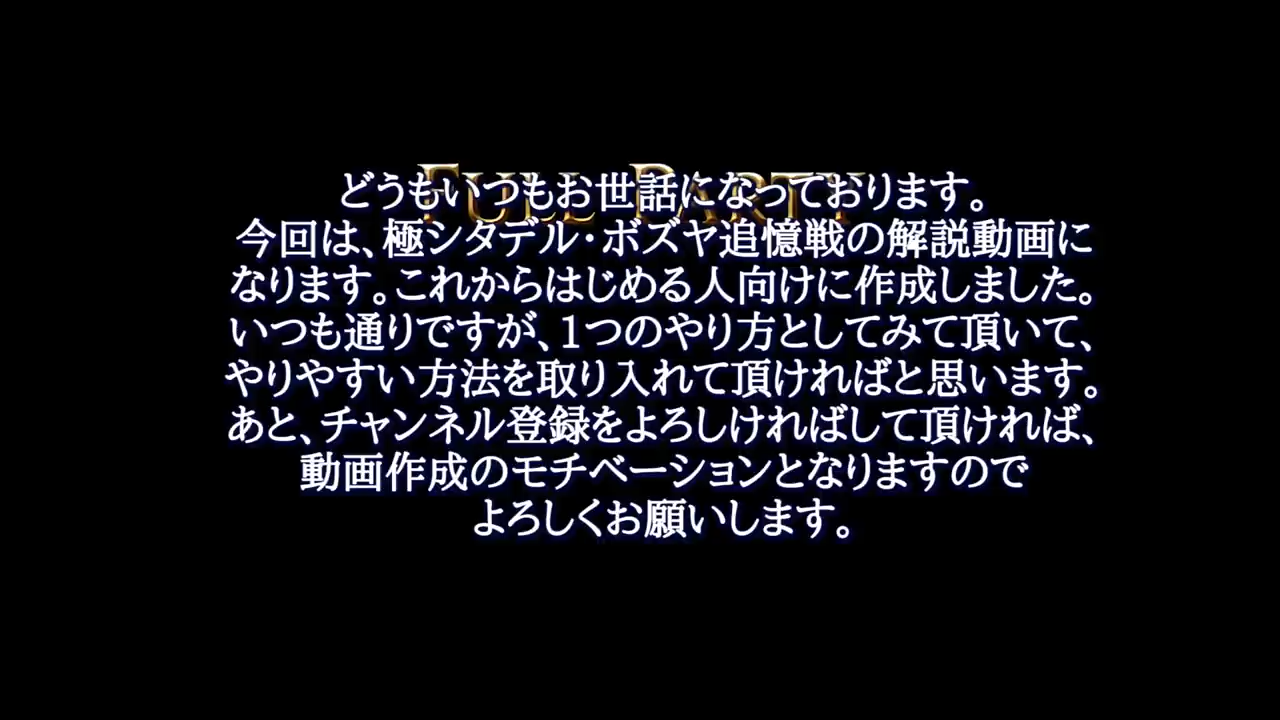 FULL PARTY
どうもいつもお世話になっております。
今回は、極シタデル・ボズヤ追憶戦の解説動画に
なります。これからはじめる人向けに作成しました。
いつも通りですが、1つのやり方としてみて頂いて、
やりやすい方法を取り入れて頂ければと思います。
あと、チャンネル登録をよろしければして頂ければ、
動画作成のモチベーションとなりますので
よろしくお願いします。